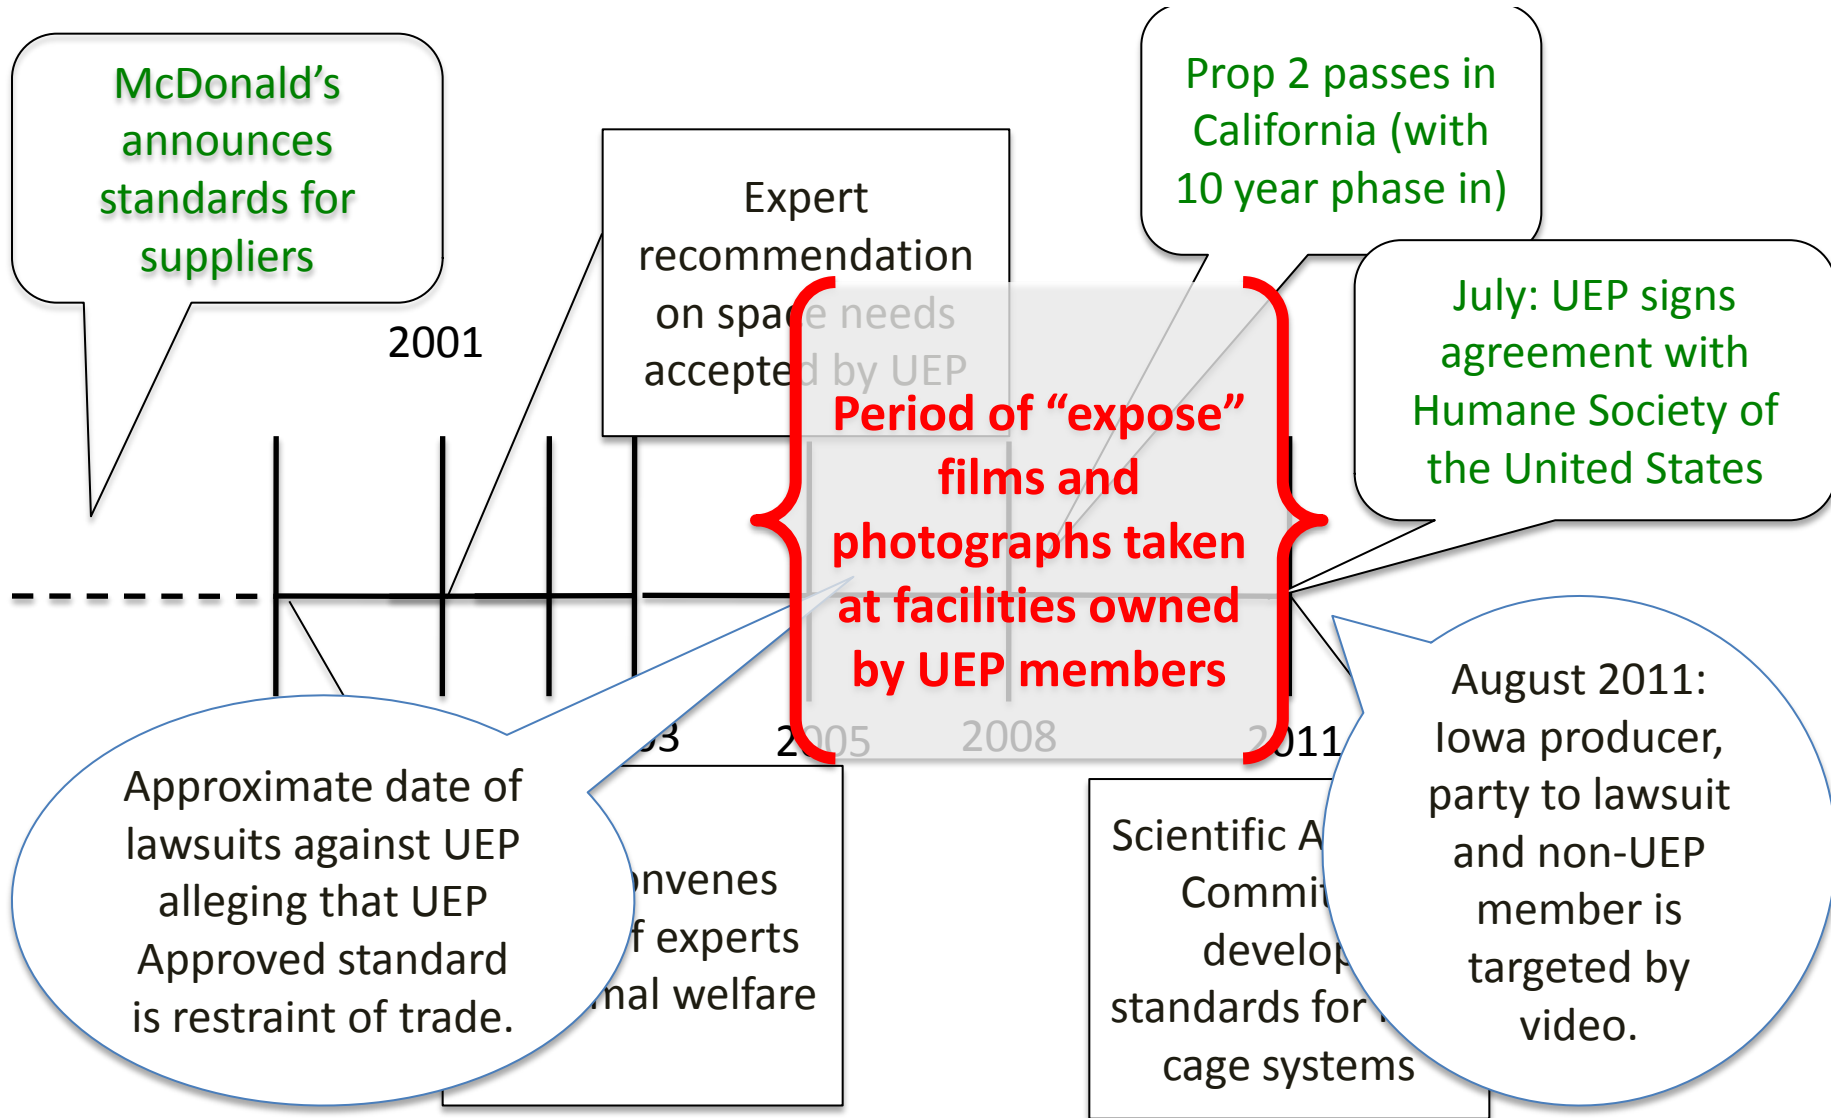 McDonald’s
announces
standards for
suppliers
2001
Expert
recommendation
on space needs
accepted by UEP
Prop 2 passes in
California (with
10 year phase in)
July: UEP signs
agreement with
Humane Society of
the United States
Period of “expose”
films and
photographs taken
at facilities owned
by UEP members
2005
2008
2011
Approximate date of
lawsuits against UEP
alleging that UEP
Approved standard
is restraint of trade.
experts
welfare
Scientific
develop
standards for
cage systems
August 2011:
Iowa producer,
party to lawsuit
and non-UEP
member is
targeted by
video.